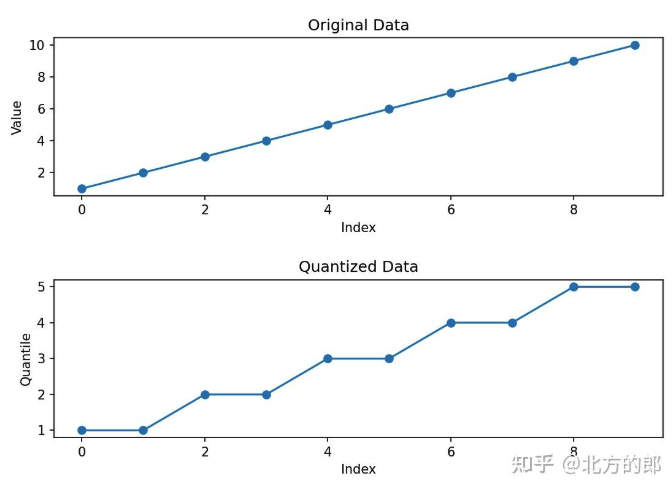 Original Data
10
8
6
4
2
Value
0 2 4 6 8
Index
Quantized Data
5
4
3
2
1
Quantile
0 2 4 6 8
Index
知乎 @北方的郎